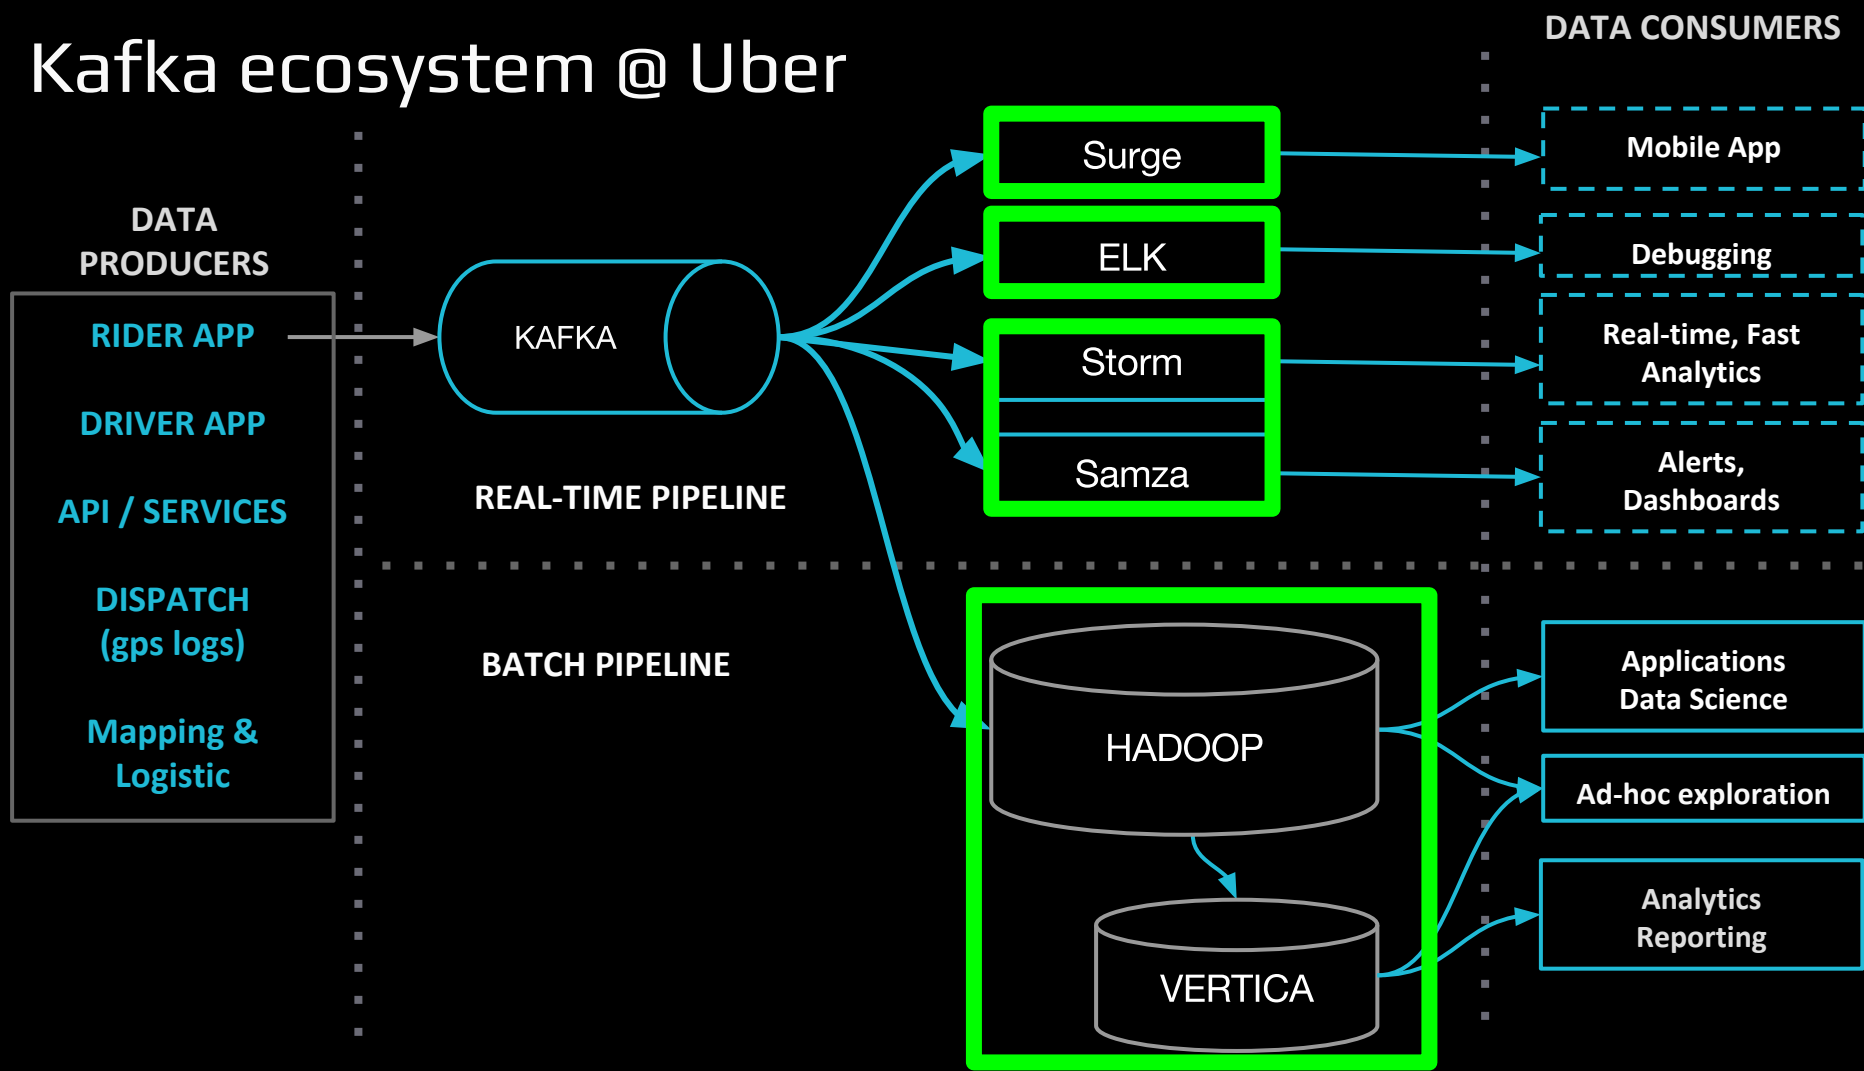 Kafka ecosystem @ Uber
DATA
PRODUCERS
RIDER APP
DRIVER APP
API / SERVICES
DISPATCH
(gps logs)
Mapping &
Logistic
KAFKA
REAL-TIME PIPELINE
BATCH PIPELINE
Surge
ELK
Storm
Samza
HADOOP
VERTICA
DATA CONSUMERS
Mobile App
Debugging
Real-time, Fast
Analytics
Alerts,
Dashboards
Applications
Data Science
Ad-hoc exploration
Analytics
Reporting